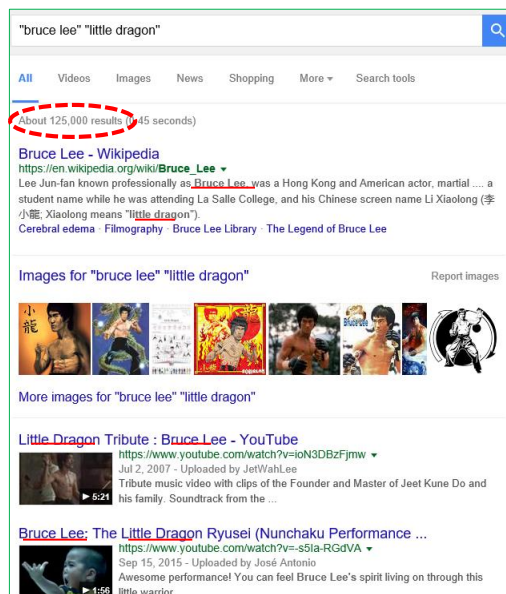 "bruce lee" "little dragon"
All Videos Images News Shopping More Search tools
About 125,000 results (0.45 seconds)
Bruce Lee - Wikipedia
https://en.wikipedia.org/wiki/Bruce_Lee
Lee Jun-fan known professionally as Bruce Lee, was a Hong Kong and American actor, martial .... a
student name while he was attending La Salle College, and his Chinese screen name Li Xiaolong (李
小龍; Xiaolong means "little dragon").
Cerebral edema · Filmography · Bruce Lee Library · The Legend of Bruce Lee
Images for "bruce lee" "little dragon"
Report images
小
龍
More images for "bruce lee" "little dragon"
Little Dragon Tribute : Bruce Lee - YouTube
https://www.youtube.com/watch?v=ioN3DBzFjmw
Jul 2, 2007 - Uploaded by JetWahLee
Tribute music video with clips of the Founder and Master of Jeet Kune Do and
5:21
his family. Soundtrack from the ...
Bruce Lee: The Little Dragon Ryusei (Nunchaku Performance ...
https://www.youtube.com/watch?v=-s5Ia-RGdVA
Sep 15, 2015 - Uploaded by José Antonio
Awesome performance! You can feel Bruce Lee's spirit living on through this
1:56
little warrior